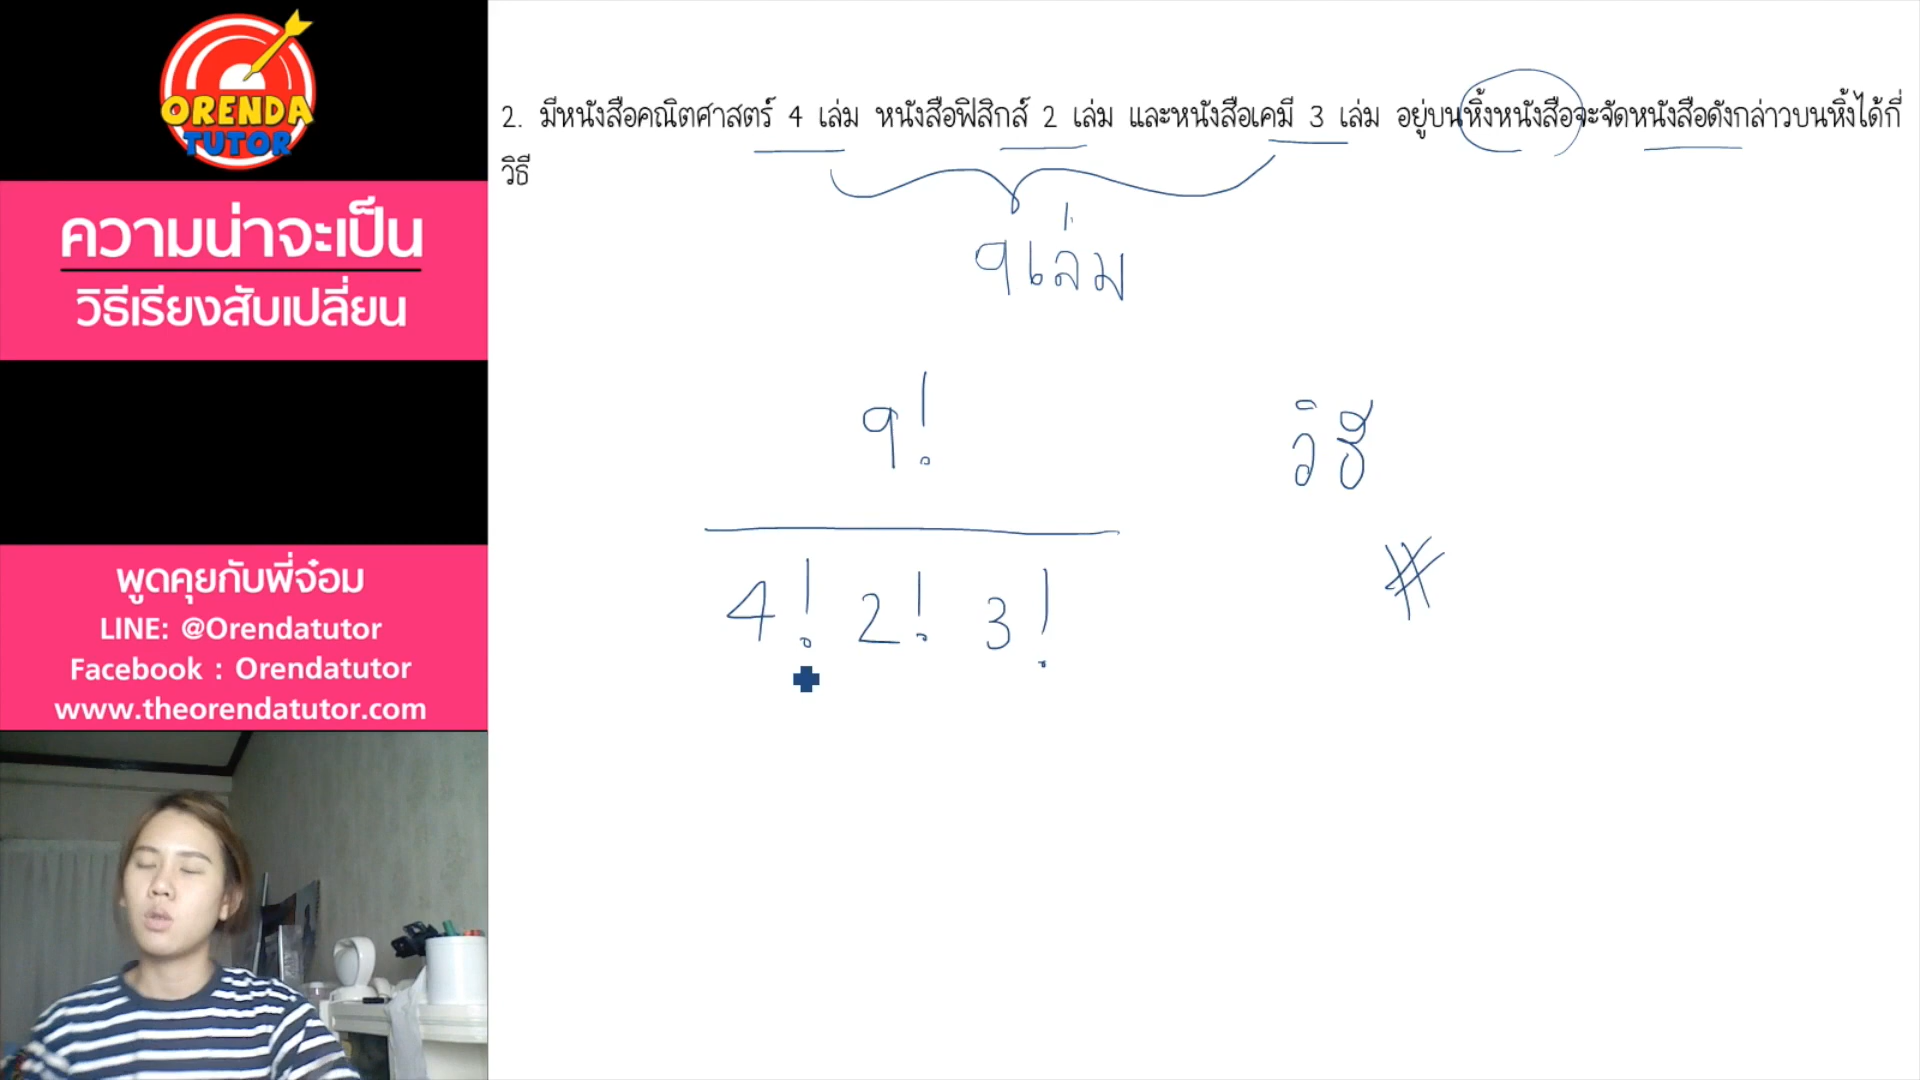 ORENDA
TUTOR
ความน่าจะเป็น
วิธีเรียงสับเปลี่ยน
พูดคุยกับพี่จ๋อม
LINE: @Orendatutor
Facebook : Orendatutor
www.theorendatutor.com
2. มีหนังสือคณิตศาสตร์ 4 เล่ม หนังสือฟิสิกส์ 2 เล่ม และหนังสือเคมี 3 เล่ม อยู่บนหิ้งหนังสือจะจัดหนังสือดังกล่าวบนหิ้งได้กี่
วิธี
9เล่ม
9!
4! 2! 3!
วิธี
#